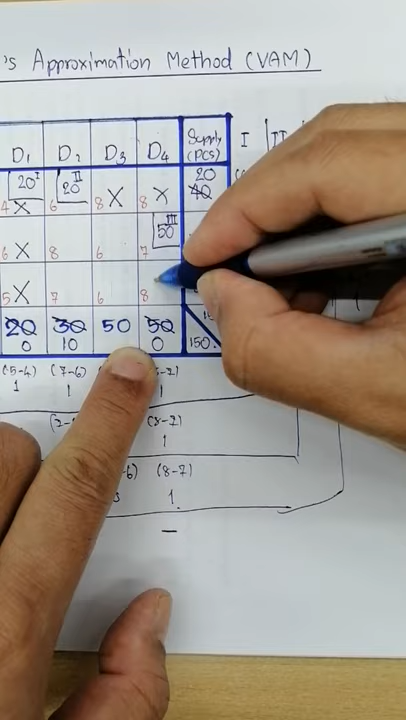 's Approximation Method (VAM)
D1 D2 D3 D4 Supply (PCS) I II
20 I 20 II 20
4 X 6 8 X 8 X 40
50 III
6 X 8 6 7
5 X 7 6 8
20 30 50 50
0 10 0 150.
(5-4) (7-6)
1 1 1
(8-7)
1
(8-7)
1
—